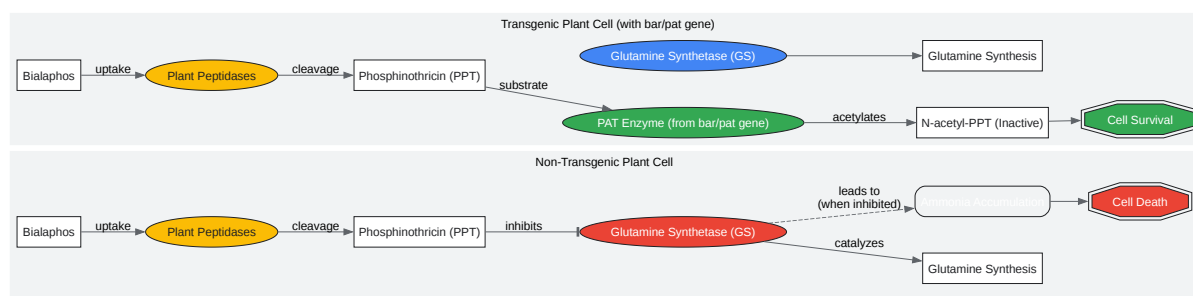 Transgenic Plant Cell (with bar/pat gene)
Bialaphos
uptake
Plant Peptidases
cleavage
Phosphinothricin (PPT)
substrate
Glutamine Synthetase (GS)
Glutamine Synthesis
PAT Enzyme (from bar/pat gene)
acetylates
N-acetyl-PPT (Inactive)
Cell Survival
Non-Transgenic Plant Cell
Bialaphos
uptake
Plant Peptidases
cleavage
Phosphinothricin (PPT)
inhibits
Glutamine Synthetase (GS)
leads to
(when inhibited)
Ammonia Accumulation
Cell Death
catalyzes
Glutamine Synthesis